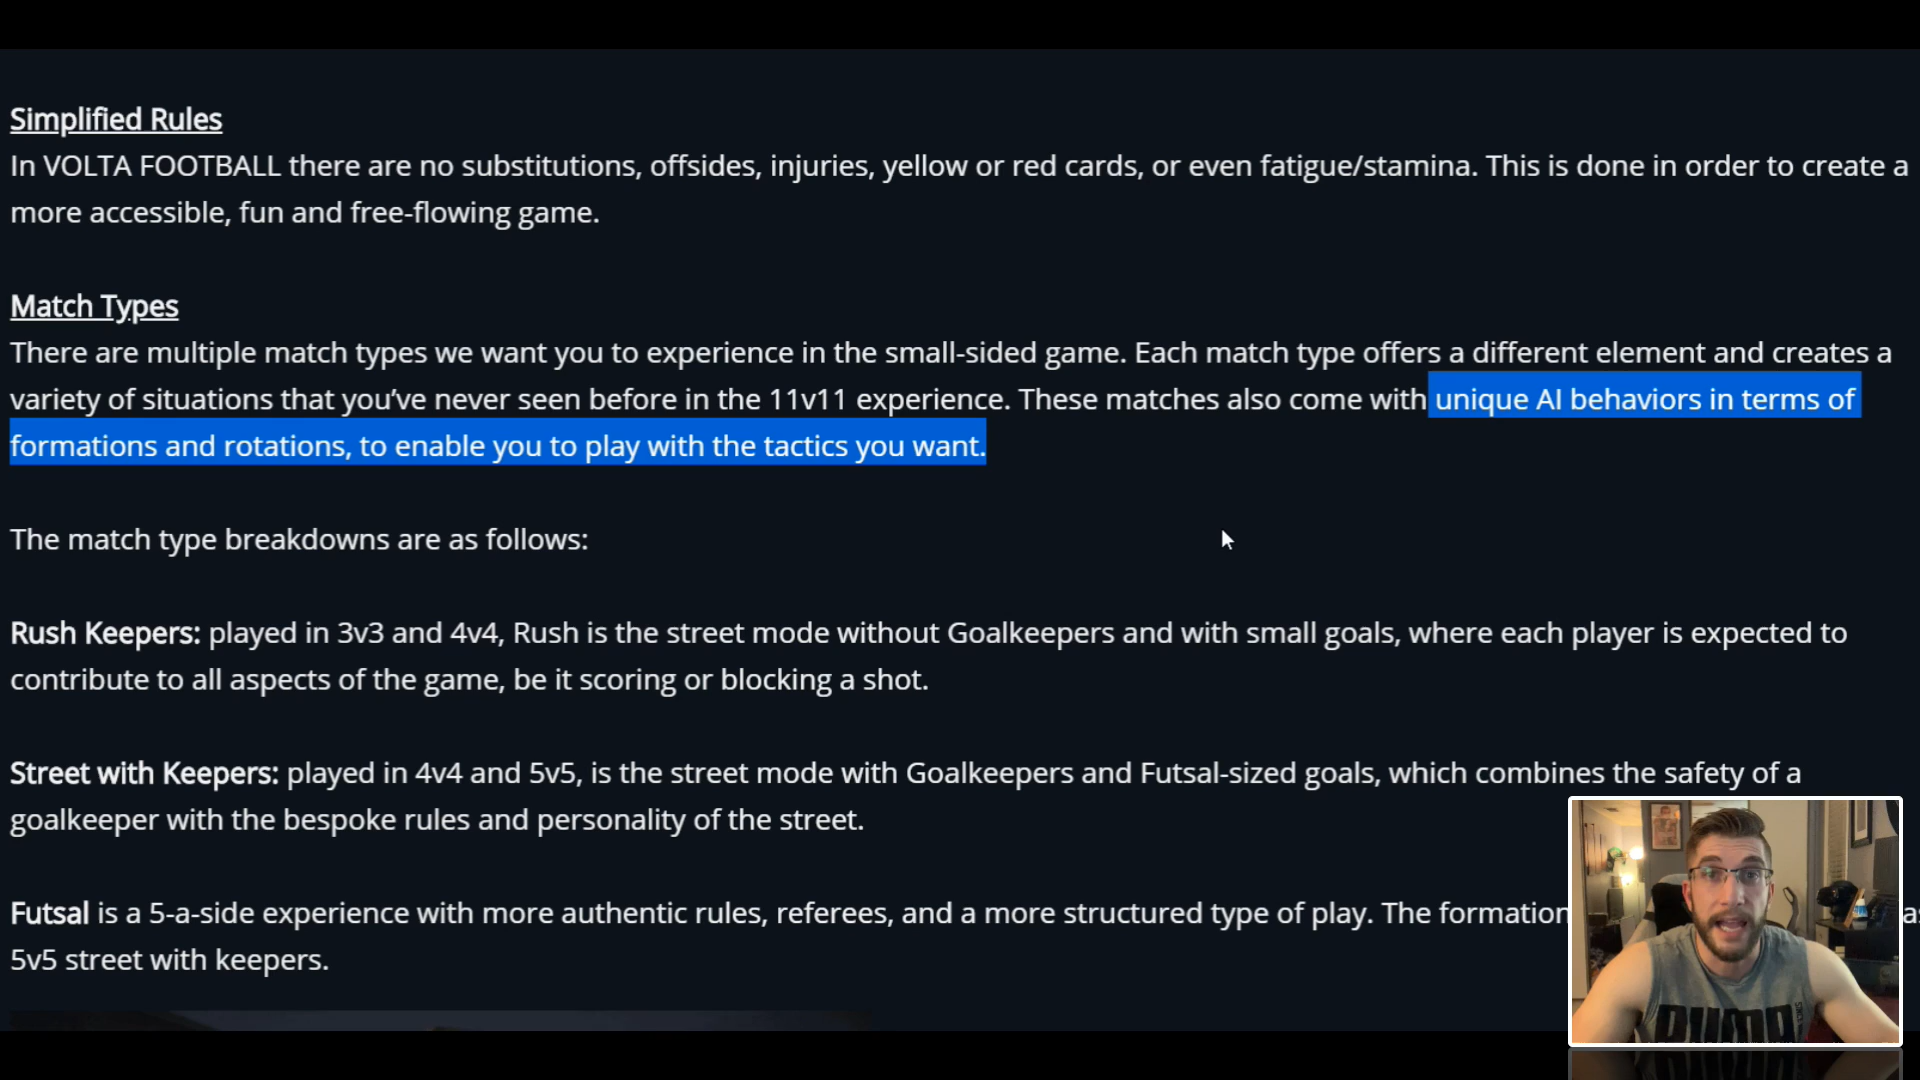 Simplified Rules
In VOLTA FOOTBALL there are no substitutions, offsides, injuries, yellow or red cards, or even fatigue/stamina. This is done in order to create a
more accessible, fun and free-flowing game.
Match Types
There are multiple match types we want you to experience in the small-sided game. Each match type offers a different element and creates a
variety of situations that you’ve never seen before in the 11v11 experience. These matches also come with unique AI behaviors in terms of
formations and rotations, to enable you to play with the tactics you want.
The match type breakdowns are as follows:
Rush Keepers: played in 3v3 and 4v4, Rush is the street mode without Goalkeepers and with small goals, where each player is expected to
contribute to all aspects of the game, be it scoring or blocking a shot.
Street with Keepers: played in 4v4 and 5v5, is the street mode with Goalkeepers and Futsal-sized goals, which combines the safety of a
goalkeeper with the bespoke rules and personality of the street.
Futsal is a 5-a-side experience with more authentic rules, referees, and a more structured type of play. The formation
5v5 street with keepers.
PUMA